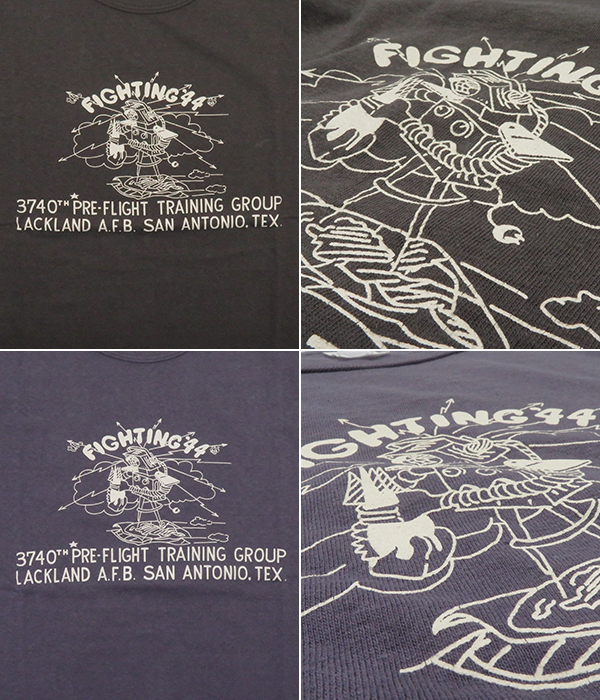 FIGHTING '44
3740TH PRE-FLIGHT TRAINING GROUP
LACKLAND A.F.B. SAN ANTONIO, TEX.
FIGHTING
FIGHTING '44
3740TH PRE-FLIGHT TRAINING GROUP
LACKLAND A.F.B. SAN ANTONIO, TEX.
IGHTING '44